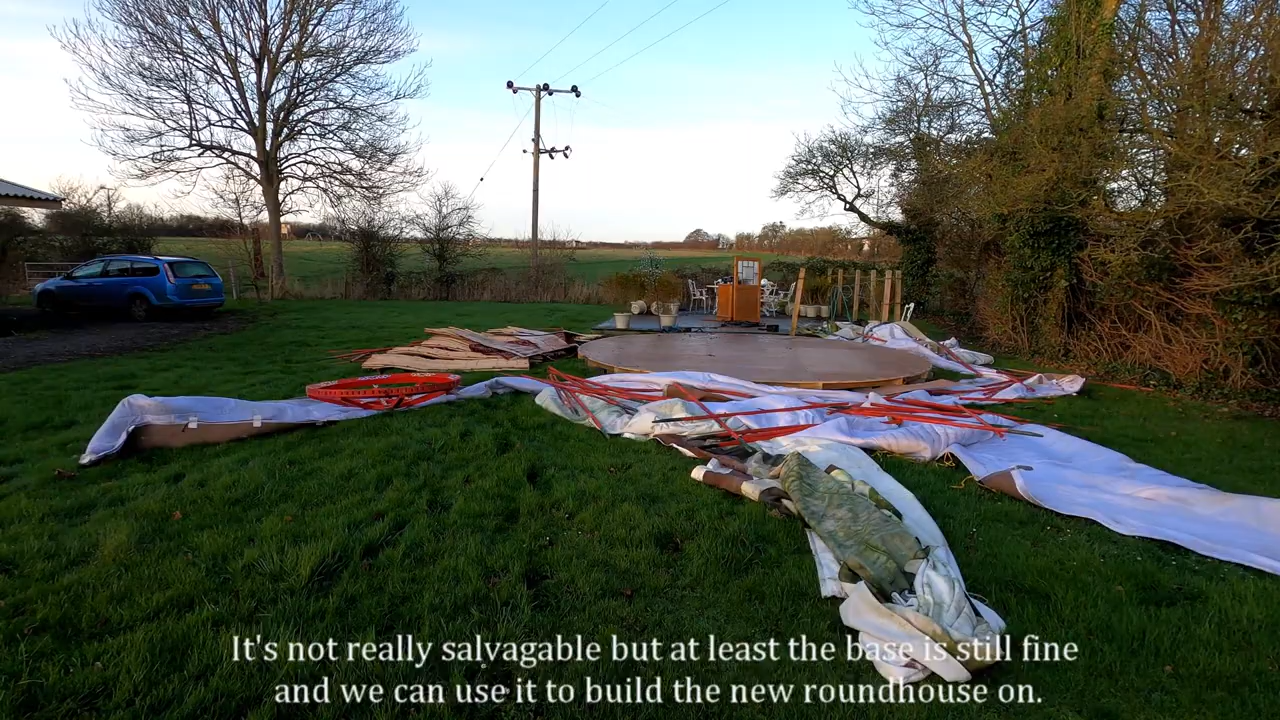 It's not really salvagable but at least the base is still fine
and we can use it to build the new roundhouse on.